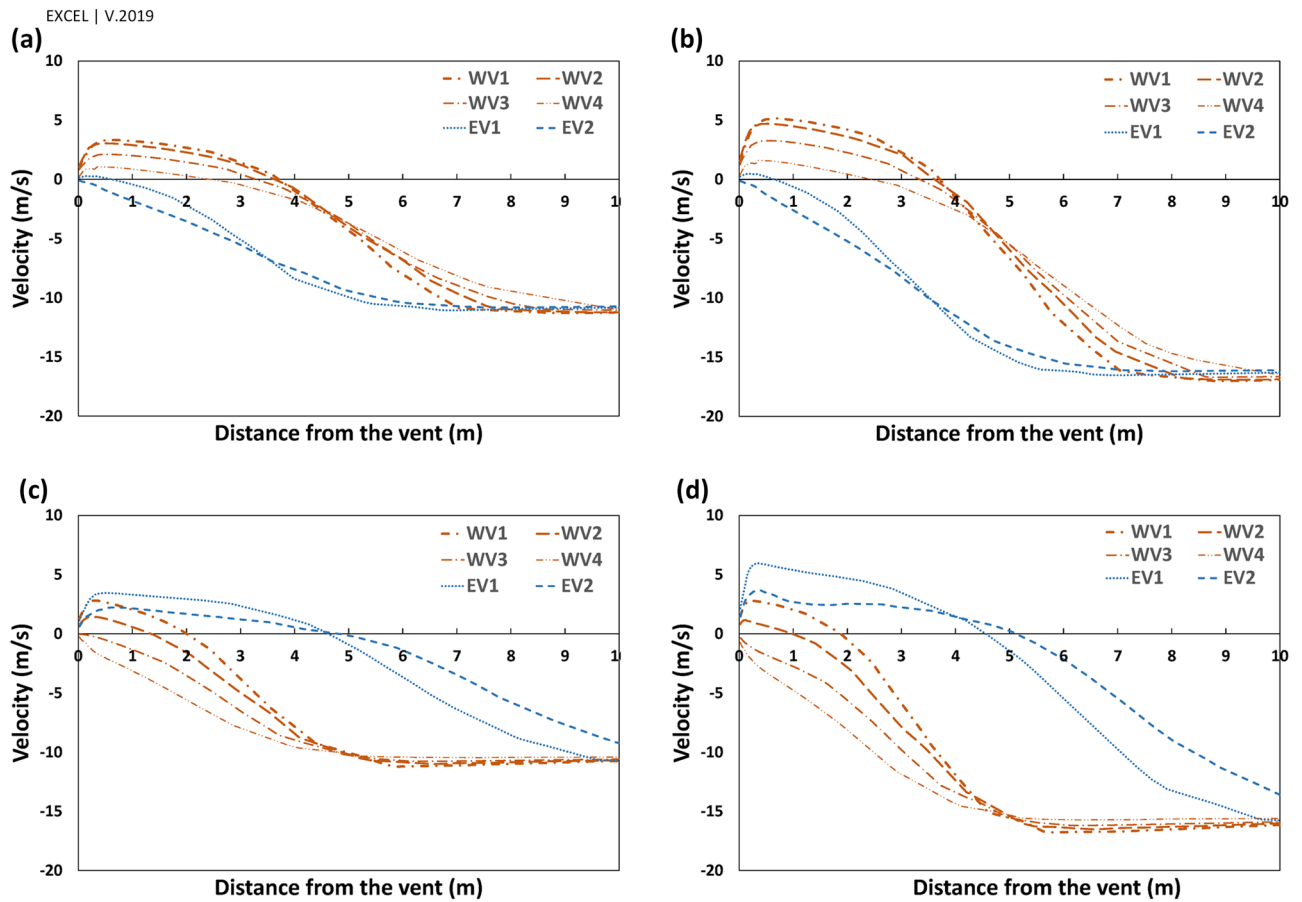 EXCEL | V.2019
(a)
10
5
0
-5
-10
-15
-20
Velocity (m/s)
WV1 WV2
WV3 WV4
EV1 EV2
0 1 2 3 4 5 6 7 8 9 10
Distance from the vent (m)
(b)
10
5
0
-5
-10
-15
-20
Velocity (m/s)
WV1 WV2
WV3 WV4
EV1 EV2
0 1 2 3 4 5 6 7 8 9 10
Distance from the vent (m)
(c)
10
5
0
-5
-10
-15
-20
Velocity (m/s)
WV1 WV2
WV3 WV4
EV1 EV2
0 1 2 3 4 5 6 7 8 9 10
Distance from the vent (m)
(d)
10
5
0
-5
-10
-15
-20
Velocity (m/s)
WV1 WV2
WV3 WV4
EV1 EV2
0 1 2 3 4 5 6 7 8 9 10
Distance from the vent (m)